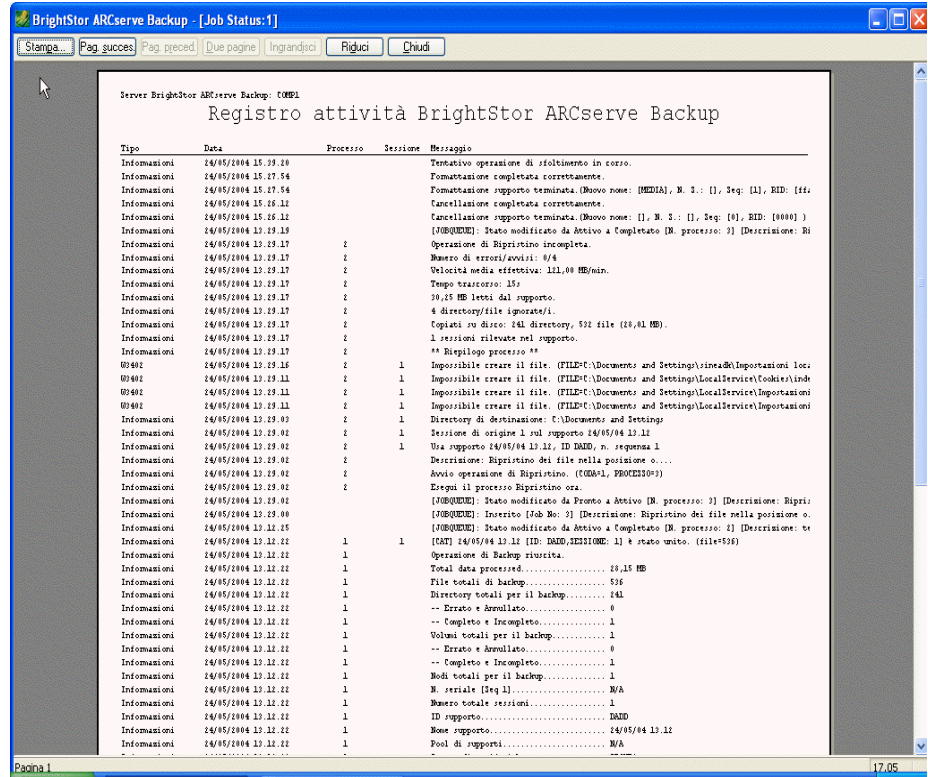 BrightStor ARCserve Backup - [Job Status:1]
Stampa... Pag. succes. Pag. preced. Due pagine Ingrandisci Riduci Chiudi
Server BrightStor ARCserve Backup: COMP1
Registro attività BrightStor ARCserve Backup
Tipo Data Processo Sessione Messaggio
Informazioni 24/05/2004 15.39.20 Tentativo operazione di sfoltimento in corso.
Informazioni 24/05/2004 15.27.54 Formattazione completata correttamente.
Informazioni 24/05/2004 15.27.54 Formattazione supporto terminata.(Nuovo nome: [MEDIA], N. S.: [], Seq: [1], RID: [ffa
Informazioni 24/05/2004 15.26.12 Cancellazione completata correttamente.
Informazioni 24/05/2004 15.26.12 Cancellazione supporto terminata.(Nuovo nome: [], N. S.: [], Seq: [0], RID: [0000] )
Informazioni 24/05/2004 13.29.19 [JOBQUEUE]: Stato modificato da Attivo a Completato [N. processo: 3] [Descrizione: Ri
Informazioni 24/05/2004 13.29.17 2 Operazione di Ripristino incompleta.
Informazioni 24/05/2004 13.29.17 2 Numero di errori/avvisi: 0/4
Informazioni 24/05/2004 13.29.17 2 Velocità media effettiva: 121,00 MB/min.
Informazioni 24/05/2004 13.29.17 2 Tempo trascorso: 15s
Informazioni 24/05/2004 13.29.17 2 30,25 MB letti dal supporto.
Informazioni 24/05/2004 13.29.17 2 4 directory/file ignorate/i.
Informazioni 24/05/2004 13.29.17 2 Copiati su disco: 241 directory, 532 file (28,01 MB).
Informazioni 24/05/2004 13.29.17 2 1 sessioni rilevate nel supporto.
Informazioni 24/05/2004 13.29.17 2 ** Riepilogo processo **
W3402 24/05/2004 13.29.16 2 1 Impossibile creare il file. (FILE=C:\Documents and Settings\sineadk\Impostazioni loca
W3402 24/05/2004 13.29.11 2 1 Impossibile creare il file. (FILE=C:\Documents and Settings\LocalService\Cookies\inde
W3402 24/05/2004 13.29.11 2 1 Impossibile creare il file. (FILE=C:\Documents and Settings\LocalService\Impostazioni
W3402 24/05/2004 13.29.11 2 1 Impossibile creare il file. (FILE=C:\Documents and Settings\LocalService\Impostazioni
Informazioni 24/05/2004 13.29.03 2 1 Directory di destinazione: C:\Documents and Settings
Informazioni 24/05/2004 13.29.02 2 1 Sessione di origine 1 sul supporto 24/05/04 13.12
Informazioni 24/05/2004 13.29.02 2 1 Usa supporto 24/05/04 13.12, ID DADD, n. sequenza 1
Informazioni 24/05/2004 13.29.02 2 Descrizione: Ripristino dei file nella posizione o....
Informazioni 24/05/2004 13.29.02 2 Avvio operazione di Ripristino. (CODA=1, PROCESSO=3)
Informazioni 24/05/2004 13.29.02 2 Esegui il processo Ripristino ora.
Informazioni 24/05/2004 13.29.02 [JOBQUEUE]: Stato modificato da Pronto a Attivo [N. processo: 3] [Descrizione: Ripris
Informazioni 24/05/2004 13.29.00 [JOBQUEUE]: Inserito [Job No: 3] [Descrizione: Ripristino dei file nella posizione o.
Informazioni 24/05/2004 13.12.25 [JOBQUEUE]: Stato modificato da Attivo a Completato [N. processo: 2] [Descrizione: te
Informazioni 24/05/2004 13.12.22 1 1 [CAT] 24/05/04 13.12 [ID: DADD,SESSIONE: 1] è stato unito. (file=536)
Informazioni 24/05/2004 13.12.22 1 Operazione di Backup riuscita.
Informazioni 24/05/2004 13.12.22 1 Total data processed................. 28,15 MB
Informazioni 24/05/2004 13.12.22 1 File totali di backup................ 536
Informazioni 24/05/2004 13.12.22 1 Directory totali per il backup......... 241
Informazioni 24/05/2004 13.12.22 1 -- Errato e Annullato................. 0
Informazioni 24/05/2004 13.12.22 1 -- Completo e Incompleto.............. 1
Informazioni 24/05/2004 13.12.22 1 Volumi totali per il backup............ 1
Informazioni 24/05/2004 13.12.22 1 -- Errato e Annullato................. 0
Informazioni 24/05/2004 13.12.22 1 -- Completo e Incompleto.............. 1
Informazioni 24/05/2004 13.12.22 1 Nodi totali per il backup.............. 1
Informazioni 24/05/2004 13.12.22 1 N. seriale [Seq 1].................... N/A
Informazioni 24/05/2004 13.12.22 1 Numero totale sessioni................ 1
Informazioni 24/05/2004 13.12.22 1 ID supporto........................... DADD
Informazioni 24/05/2004 13.12.22 1 Nome supporto......................... 24/05/04 13.12
Informazioni 24/05/2004 13.12.22 1 Pool di supporti...................... N/A
Pagina 1 17.05